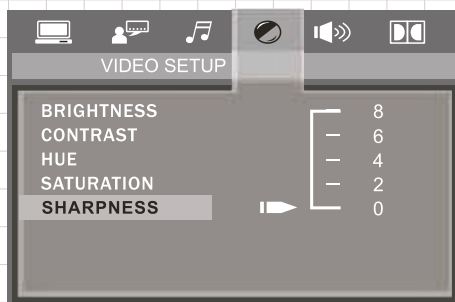 VIDEO SETUP
BRIGHTNESS 8
CONTRAST 6
HUE 4
SATURATION 2
SHARPNESS 0